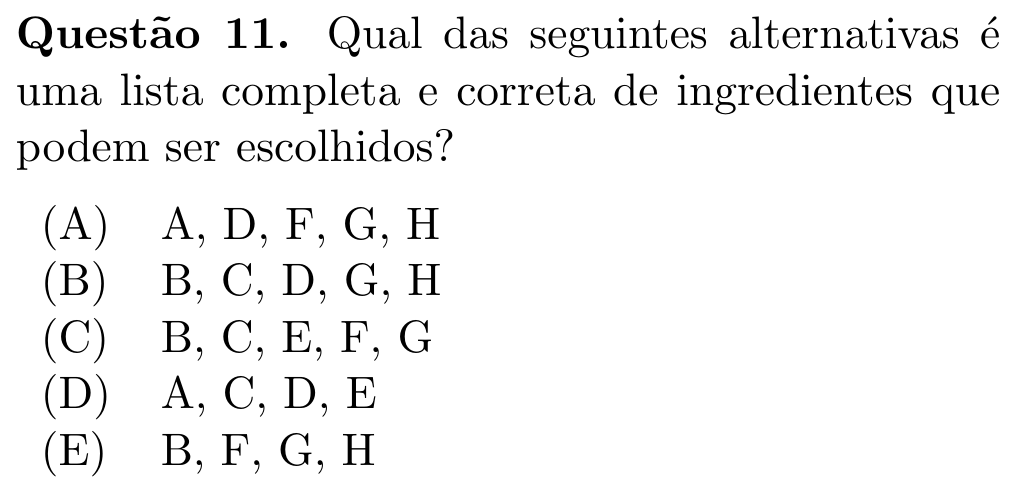 Questão 11. Qual das seguintes alternativas é
uma lista completa e correta de ingredientes que
podem ser escolhidos?
(A) A, D, F, G, H
(B) B, C, D, G, H
(C) B, C, E, F, G
(D) A, C, D, E
(E) B, F, G, H